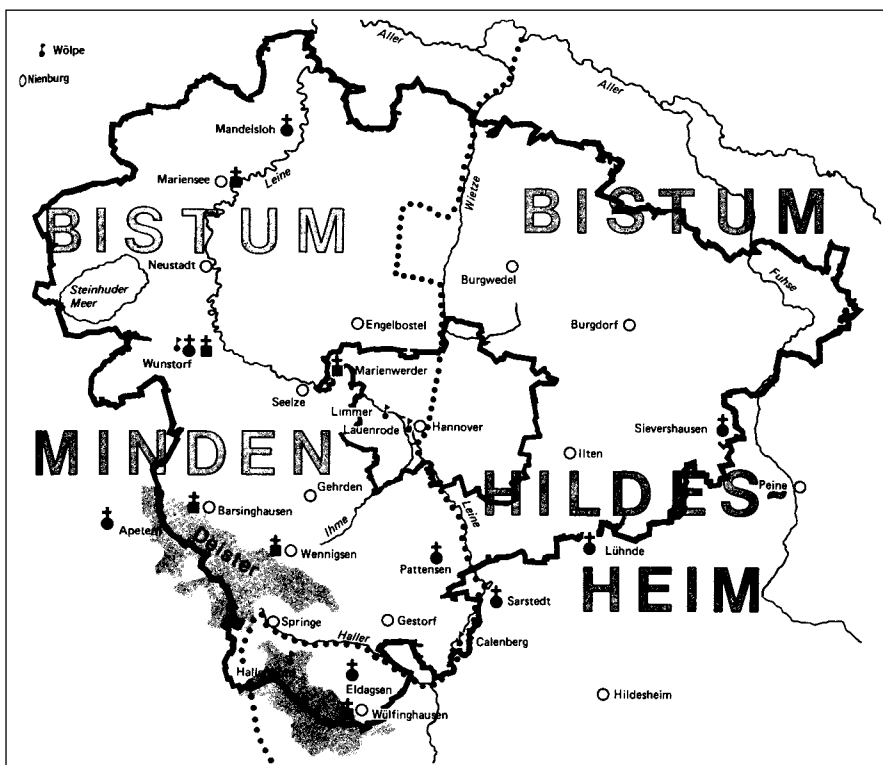 Wölpe
Nienburg
Aller
Aller
Mandelsloh
Mariensee
Leine
Wietze
BISTUM
BISTUM
Neustadt
Burgwedel
Fuhse
Steinhuder
Meer
Engelbostel
Burgdorf
Wunstorf
Marienwerder
Seelze
Limmer
Lauenrode
Hannover
Sievershausen
MINDEN
Ilten
HILDES
Peine
Gehrden
Barsinghausen
Leine
Apelern
Ihme
Deister
Wennigsen
Pattensen
Lühnde
HEIM
Sarstedt
Springe
Gestorf
Haller
Calenberg
Eldagsen
Hildesheim
Wülfinghausen